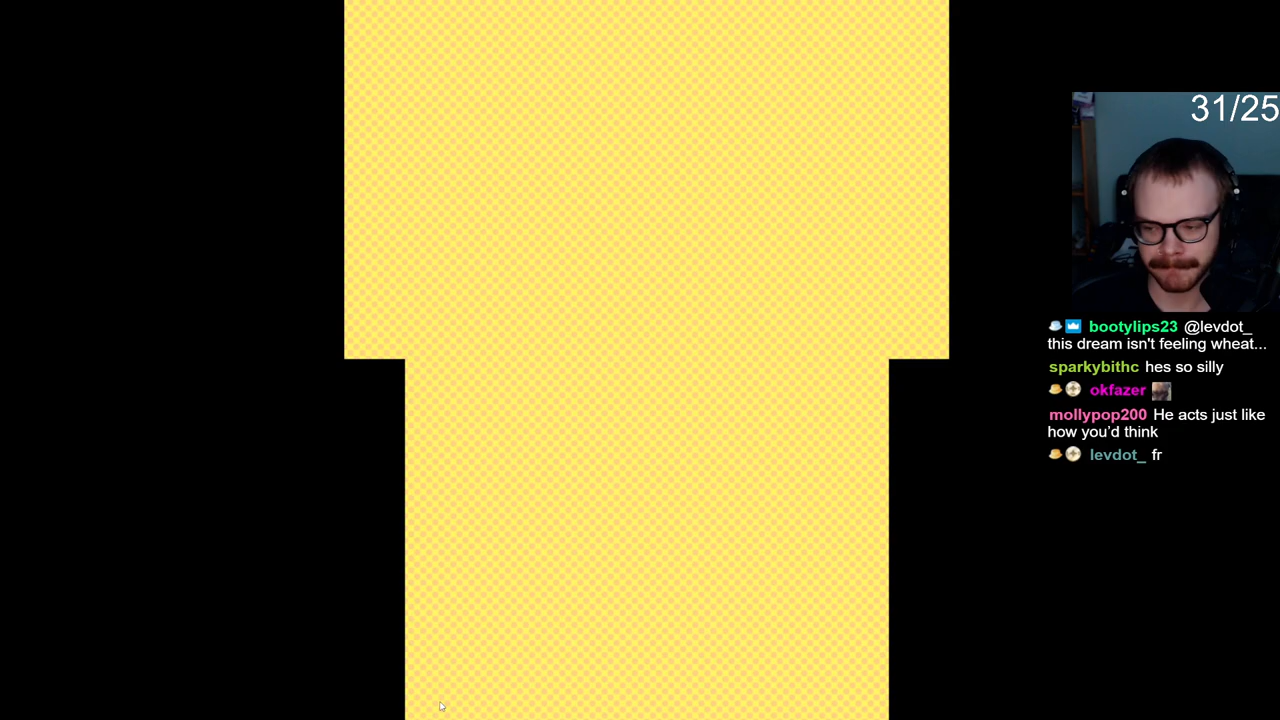 31/25
bootylips23 @levdot_
this dream isn't feeling wheat...
sparkybithc hes so silly
okfazer
mollypop200 He acts just like
how you'd think
levdot_ fr